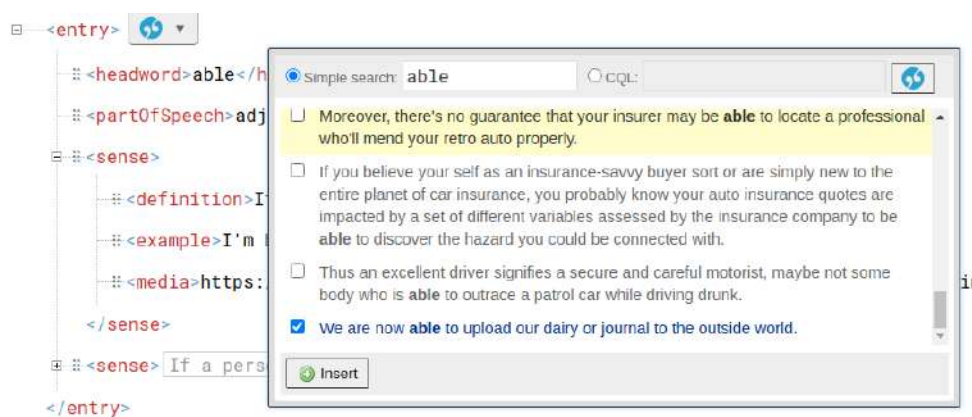 <entry>
<headword>able</h
<partOfSpeech>adj
<sense>
<definition>I
<example>I'm
<media>https:
</sense>
<sense> If a pers
</entry>
Simple search: able CQL:
Moreover, there's no guarantee that your insurer may be able to locate a professional
who'll mend your retro auto properly.
If you believe your self as an insurance-savvy buyer sort or are simply new to the
entire planet of car insurance, you probably know your auto insurance quotes are
impacted by a set of different variables assessed by the insurance company to be
able to discover the hazard you could be connected with.
Thus an excellent driver signifies a secure and careful motorist, maybe not some
body who is able to outrace a patrol car while driving drunk.
We are now able to upload our dairy or journal to the outside world.
Insert